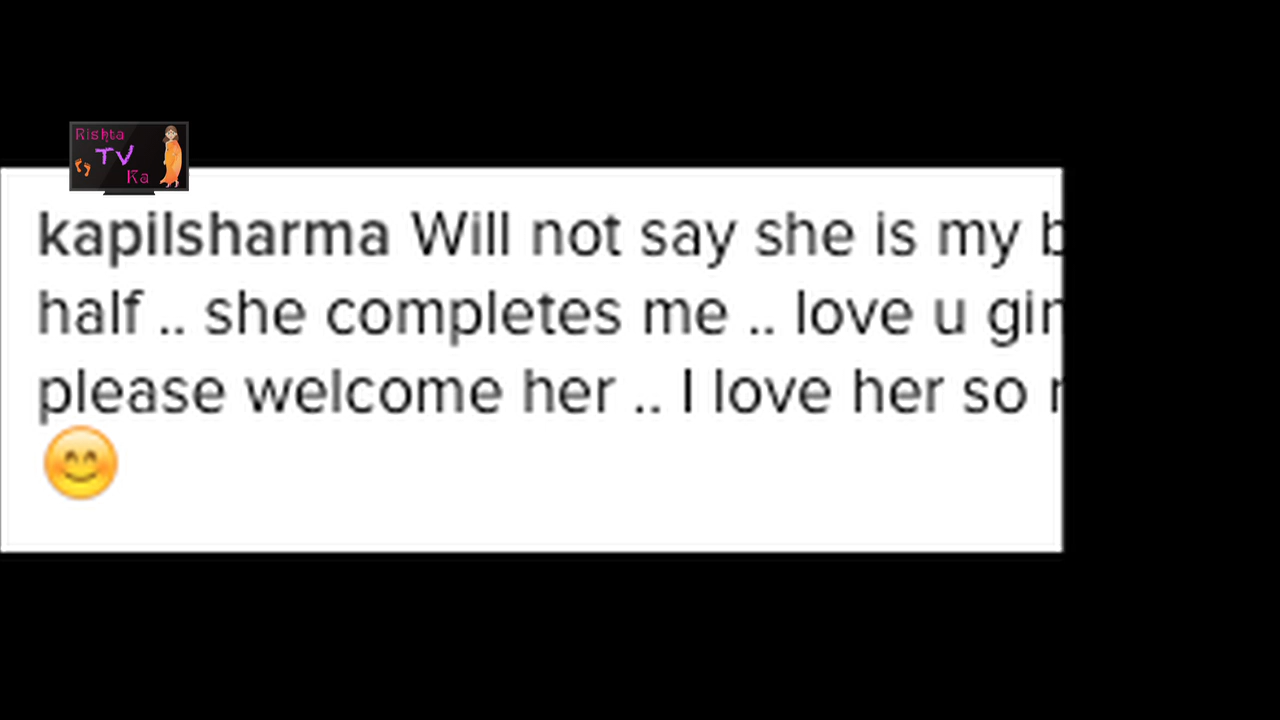 Rishta
TV
Ka
kapilsharma Will not say she is my
half .. she completes me .. love u
please welcome her .. I love her so
😊